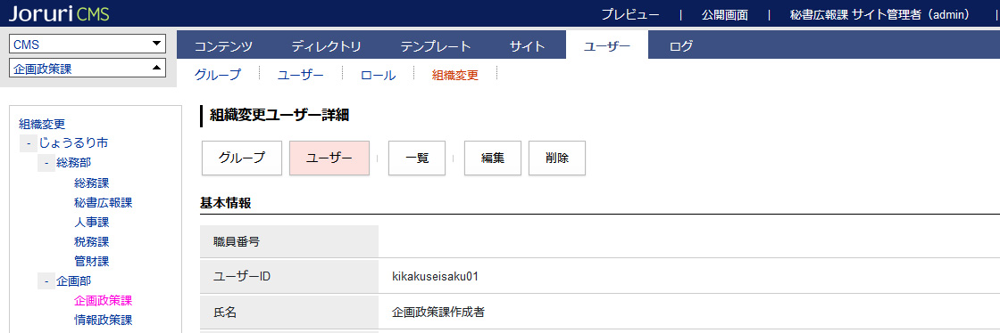 Joruri CMS
プレビュー | 公開画面 | 秘書広報課 サイト管理者（admin） |
CMS
コンテンツ ディレクトリ テンプレート サイト ユーザー ログ
企画政策課
グループ ユーザー ロール 組織変更
組織変更
- じょうるり市
- 総務部
総務課
秘書広報課
人事課
税務課
管財課
- 企画部
企画政策課
情報政策課
組織変更ユーザー詳細
グループ ユーザー 一覧 編集 削除
基本情報
職員番号
ユーザーID kikakuseisaku01
氏名 企画政策課作成者